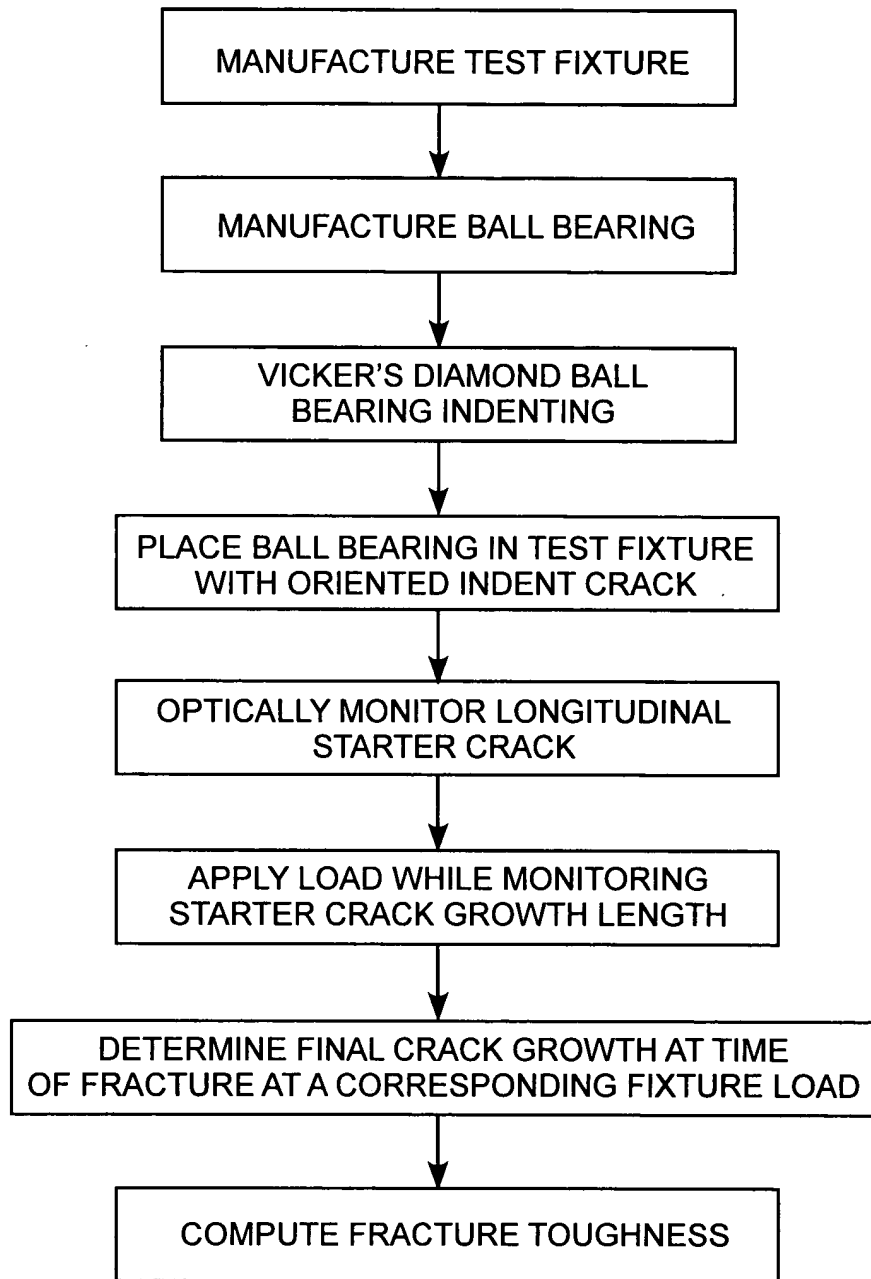 MANUFACTURE TEST FIXTURE
MANUFACTURE BALL BEARING
VICKER'S DIAMOND BALL
BEARING INDENTING
PLACE BALL BEARING IN TEST FIXTURE
WITH ORIENTED INDENT CRACK
OPTICALLY MONITOR LONGITUDINAL
STARTER CRACK
APPLY LOAD WHILE MONITORING
STARTER CRACK GROWTH LENGTH
DETERMINE FINAL CRACK GROWTH AT TIME
OF FRACTURE AT A CORRESPONDING FIXTURE LOAD
COMPUTE FRACTURE TOUGHNESS